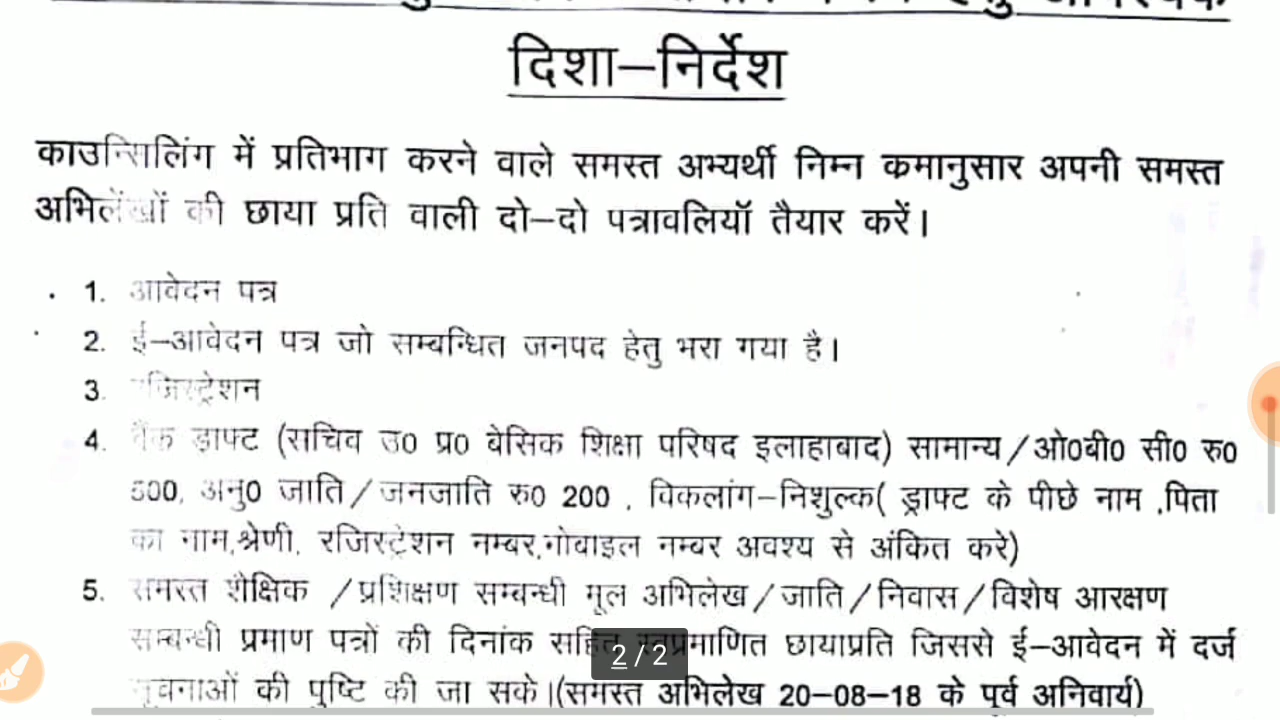 दिशा–निर्देश
काउन्सिलिंग में प्रतिभाग करने वाले समस्त अभ्यर्थी निम्न कमानुसार अपनी समस्त
अभिलेंखों की छाया प्रति वाली दो–दो पत्रावलियॉ तैयार करें।
1. आवेदन पत्र
2. ई–आवेदन पत्र जो सम्बन्धित जनपद हेतु भरा गया है।
3. रजिस्ट्रेशन
4. बैंक ड्राफ्ट (सचिव उ0 प्र0 बेसिक शिक्षा परिषद इलाहाबाद) सामान्य/ओ0बी0 सी0 रु0
500, अनु0 जाति/जनजाति रु0 200 , विकलांग–निशुल्क( ड्राफ्ट के पीछे नाम ,पिता
का नाम,श्रेणी, रजिस्ट्रेशन नम्बर,मोबाइल नम्बर अवश्य से अंकित करे)
5. समस्त शैक्षिक /प्रशिक्षण सम्बन्धी मूल अभिलेख/जाति/निवास/विशेष आरक्षण
सम्बन्धी प्रमाण पत्रों की दिनांक सहित स्वप्रमाणित छायाप्रति जिससे ई–आवेदन में दर्ज
सूचनाओं की पुष्टि की जा सके।(समस्त अभिलेख 20–08–18 के पूर्व अनिवार्य)
2/2